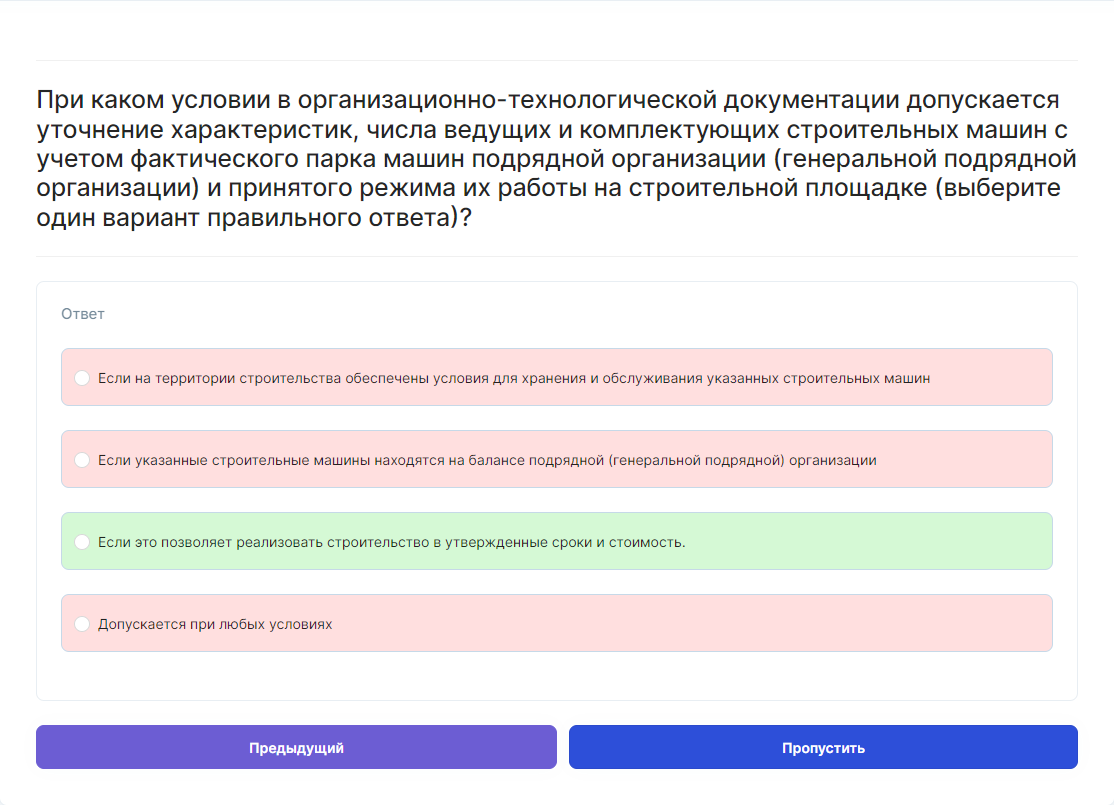 При каком условии в организационно-технологической документации допускается
уточнение характеристик, числа ведущих и комплектующих строительных машин с
учетом фактического парка машин подрядной организации (генеральной подрядной
организации) и принятого режима их работы на строительной площадке (выберите
один вариант правильного ответа)?
Ответ
Если на территории строительства обеспечены условия для хранения и обслуживания указанных строительных машин
Если указанные строительные машины находятся на балансе подрядной (генеральной подрядной) организации
Если это позволяет реализовать строительство в утвержденные сроки и стоимость.
Допускается при любых условиях
Предыдущий
Пропустить